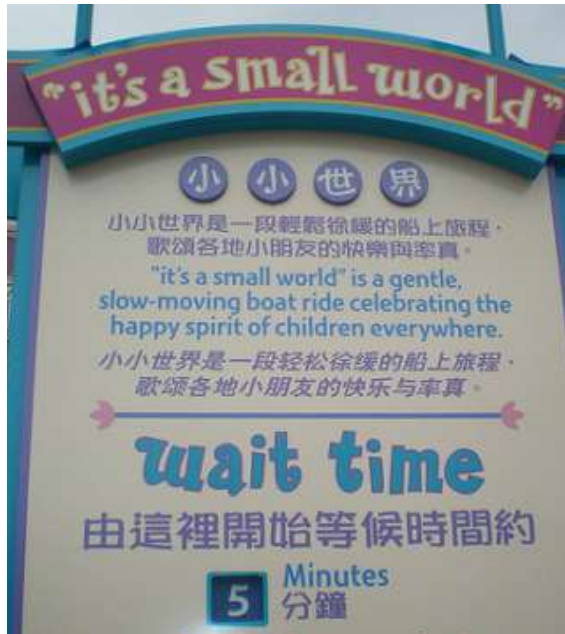 "it's a small world"
小小世界
小小世界是一段輕鬆徐緩的船上旅程，
歌頌各地小朋友的快樂與率真。
"it's a small world" is a gentle,
slow-moving boat ride celebrating the
happy spirit of children everywhere.
小小世界是一段轻松徐缓的船上旅程，
歌颂各地小朋友的快乐与率真。
wait time
由這裡開始等候時間約
5 Minutes
分鐘